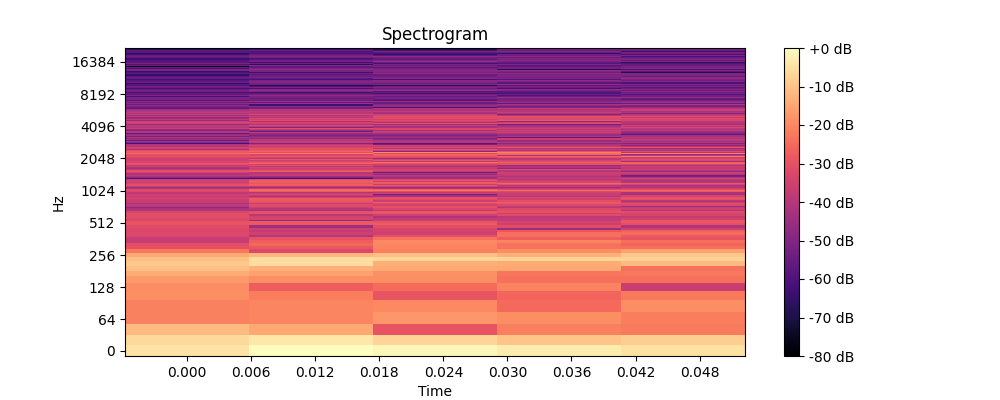 Spectrogram
Hz
16384
8192
4096
2048
1024
512
256
128
64
0
0.000 0.006 0.012 0.018 0.024 0.030 0.036 0.042 0.048
Time
+0 dB
-10 dB
-20 dB
-30 dB
-40 dB
-50 dB
-60 dB
-70 dB
-80 dB